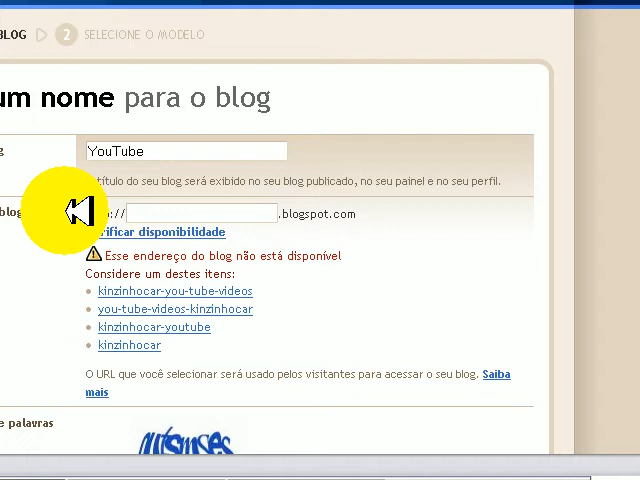 BLOG 2 SELECIONE O MODELO
um nome para o blog
YouTube
título do seu blog será exibido no seu blog publicado, no seu painel e no seu perfil.
blog :// .blogspot.com
rificar disponibilidade
Esse endereço do blog não está disponível
Considere um destes itens:
kinzinhocar-you-tube-videos
you-tube-videos-kinzinhocar
kinzinhocar-youtube
kinzinhocar
O URL que você selecionar será usado pelos visitantes para acessar o seu blog. Saiba
mais
e palavras